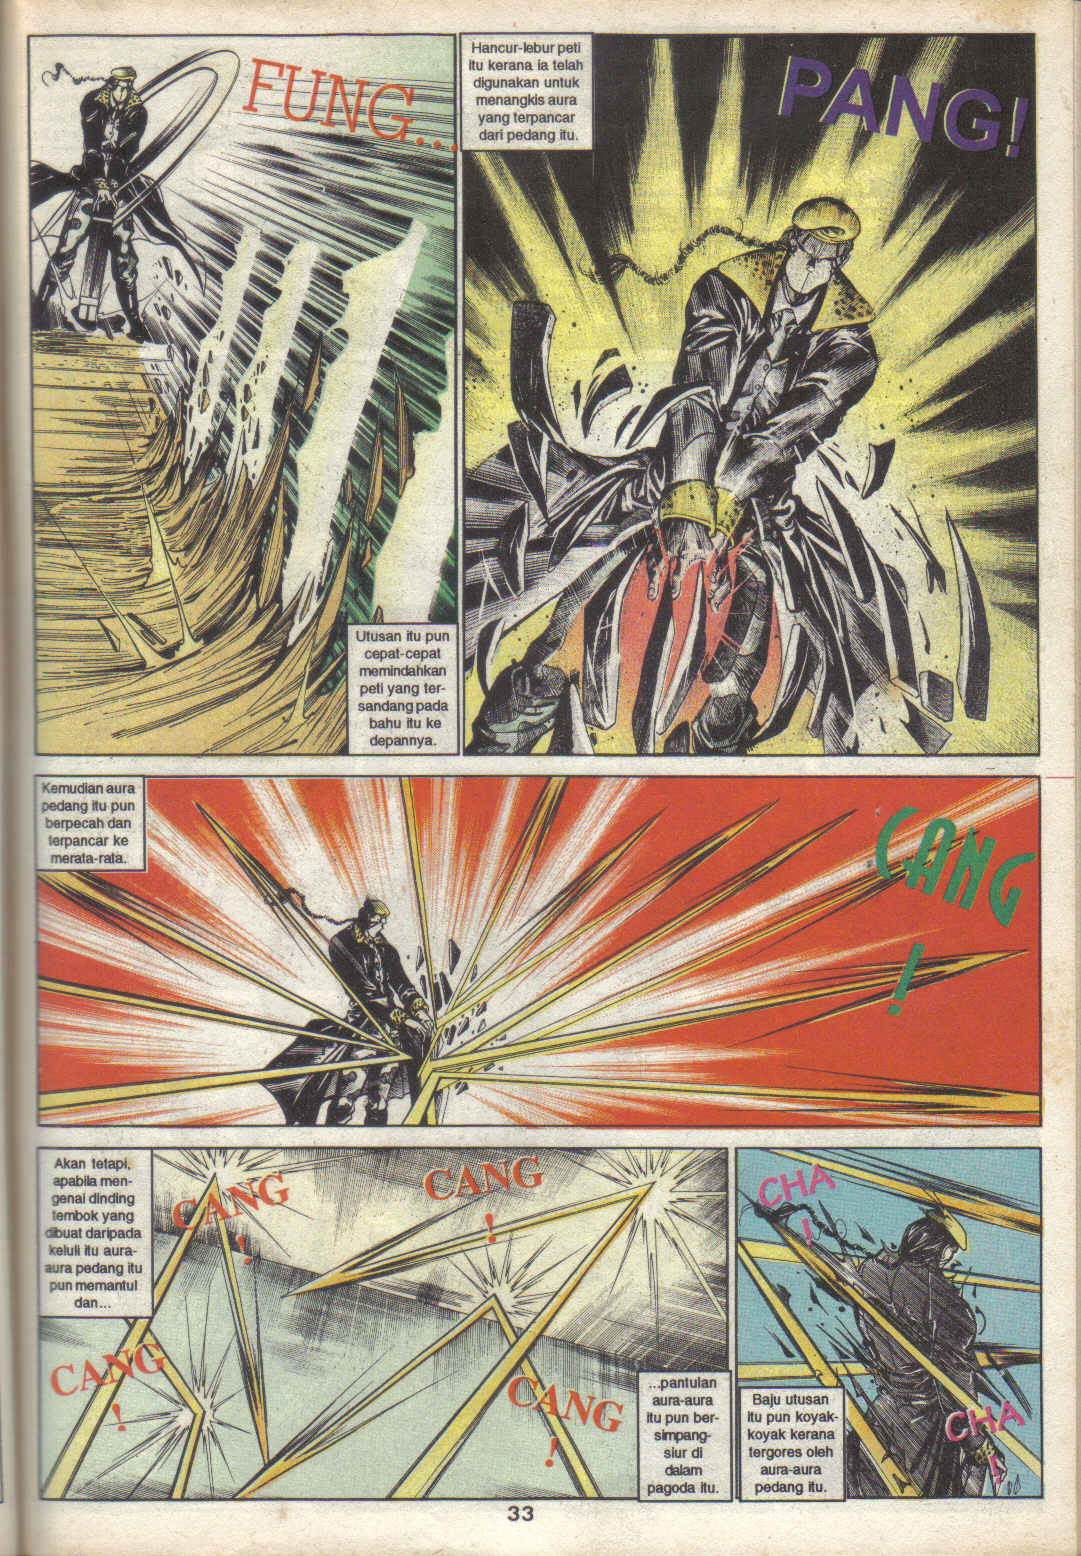 FUNG...
Utusan itu pun
cepat-cepat
memindahkan
peti yang ter-
sandang pada
bahu itu ke
depannya.
Hancur-lebur peti
itu kerana ia telah
digunakan untuk
menangkis aura
yang terpancar
dari pedang itu.
PANG!
Kemudian aura
pedang itu pun
berpecah dan
terpancar ke
merata-rata.
CANG
!
Akan tetapi,
apabila men-
genai dinding
tembok yang
dibuat daripada
keluli itu aura-
aura pedang itu
pun memantul
dan...
CANG
!
CANG
!
CANG
!
CANG
!
...pantulan
aura-aura
itu pun ber-
simpang-
siur di
dalam
pagoda itu.
CHA
!
Baju utusan
itu pun koyak-
koyak kerana
tergores oleh
aura-aura
pedang itu.
CHA
!
33